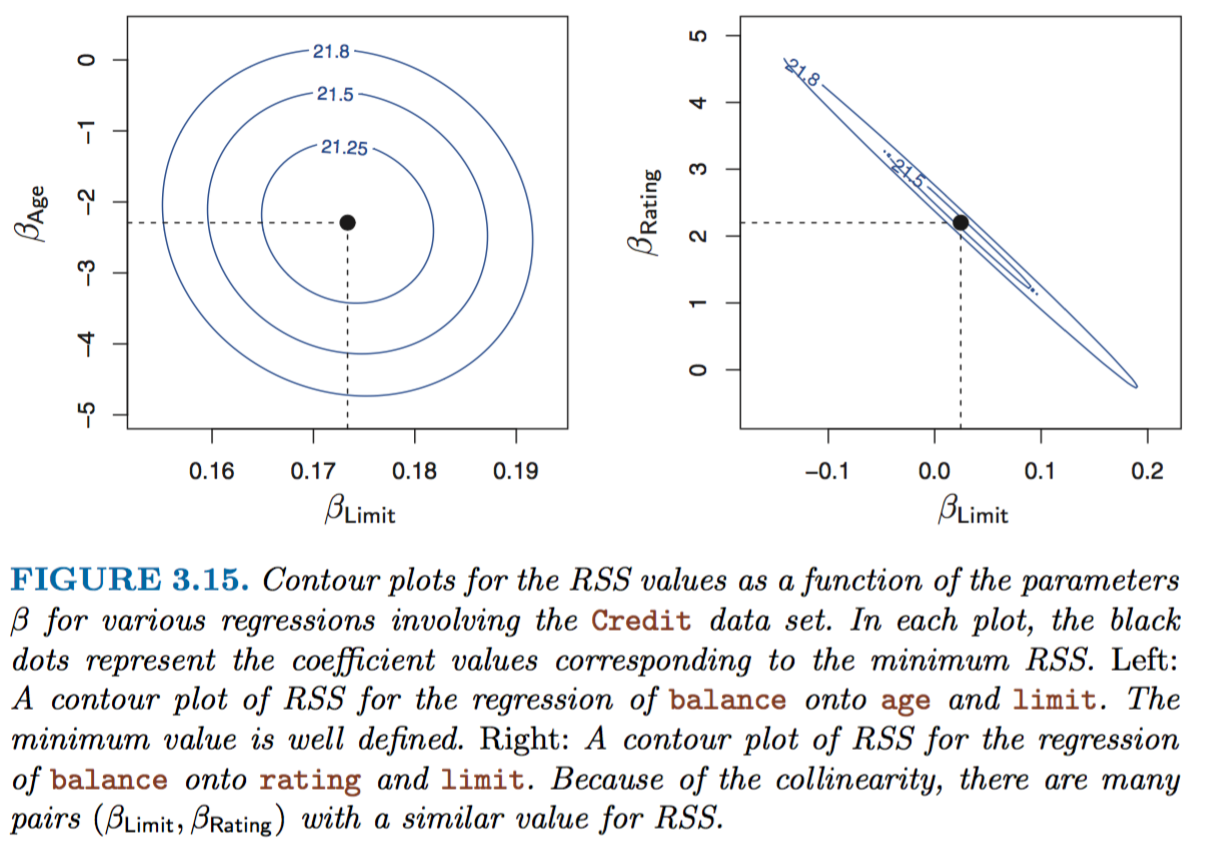 21.8
21.5
21.25
0
−1
−2
−3
−4
−5
βAge
0.16 0.17 0.18 0.19
βLimit
21.8
21.5
5
4
3
2
1
0
βRating
−0.1 0.0 0.1 0.2
βLimit
FIGURE 3.15. Contour plots for the RSS values as a function of the parameters
β for various regressions involving the Credit data set. In each plot, the black
dots represent the coefficient values corresponding to the minimum RSS. Left:
A contour plot of RSS for the regression of balance onto age and limit. The
minimum value is well defined. Right: A contour plot of RSS for the regression
of balance onto rating and limit. Because of the collinearity, there are many
pairs (βLimit, βRating) with a similar value for RSS.